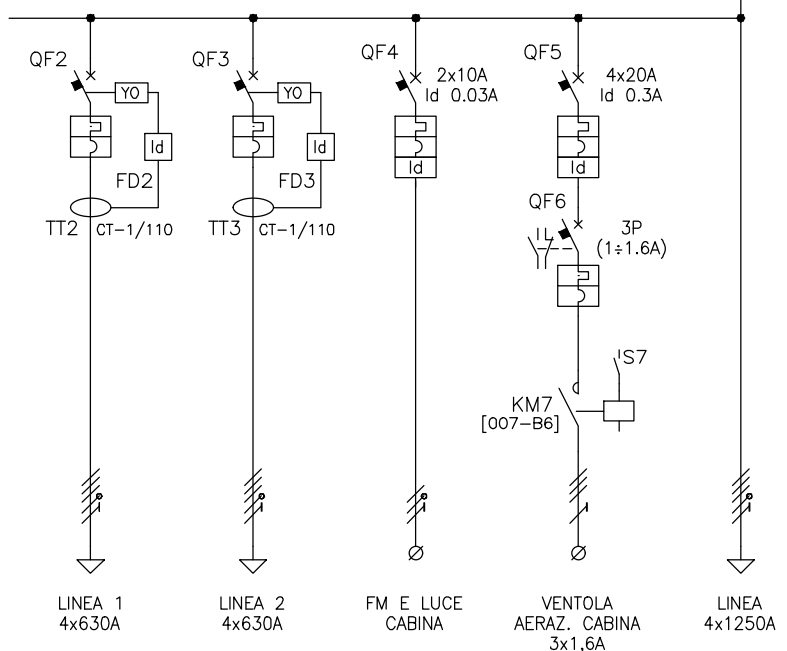 QF2
YO
Id
FD2
TT2
CT-1/110
LINEA 1
4x630A
QF3
YO
Id
FD3
TT3
CT-1/110
LINEA 2
4x630A
QF4
2x10A
Id 0.03A
Id
FM E LUCE
CABINA
QF5
4x20A
Id 0.3A
Id
QF6
3P
(1÷1.6A)
S7
KM7
[007-B6]
VENTOLA
AERAZ. CABINA
3x1,6A
LINEA
4x1250A